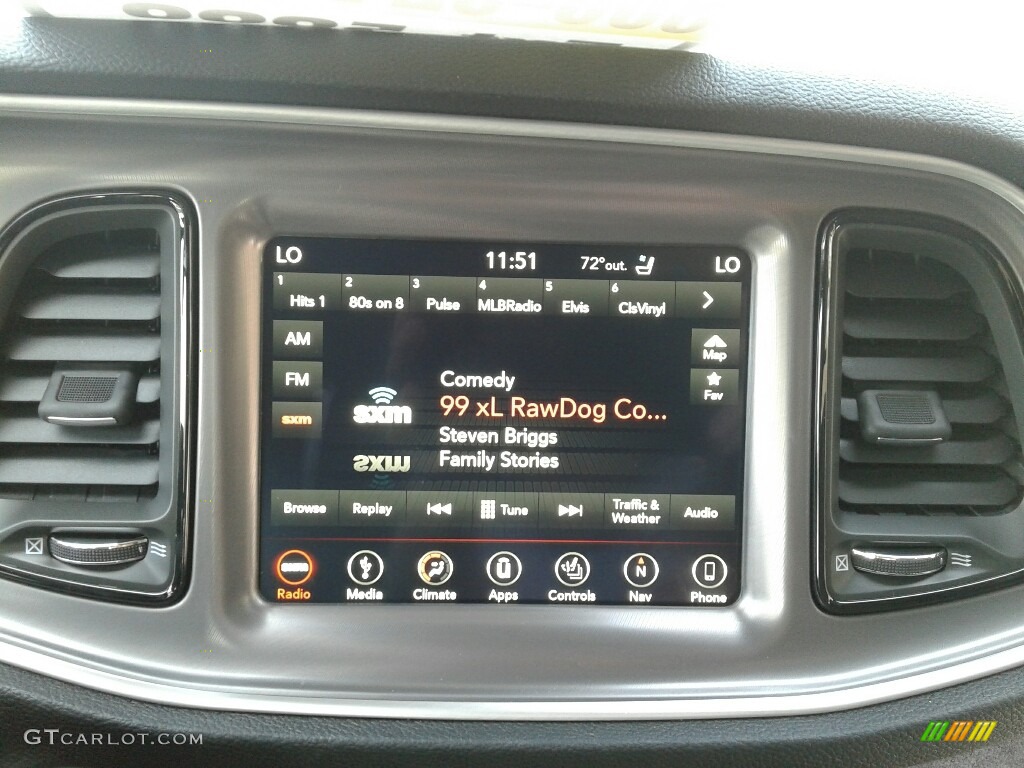 LO 11:51 72°out. LO
1 2 3 4 5 6
Hits 1 80s on 8 Pulse MLBRadio Elvis ClsVinyl
AM
Map
FM
Fav
sxm
sxm
Comedy
99 xL RawDog Co...
Steven Briggs
Family Stories
Browse Replay Tune Traffic & Weather Audio
N
Radio Media Climate Apps Controls Nav Phone
GTCARLOT.COM